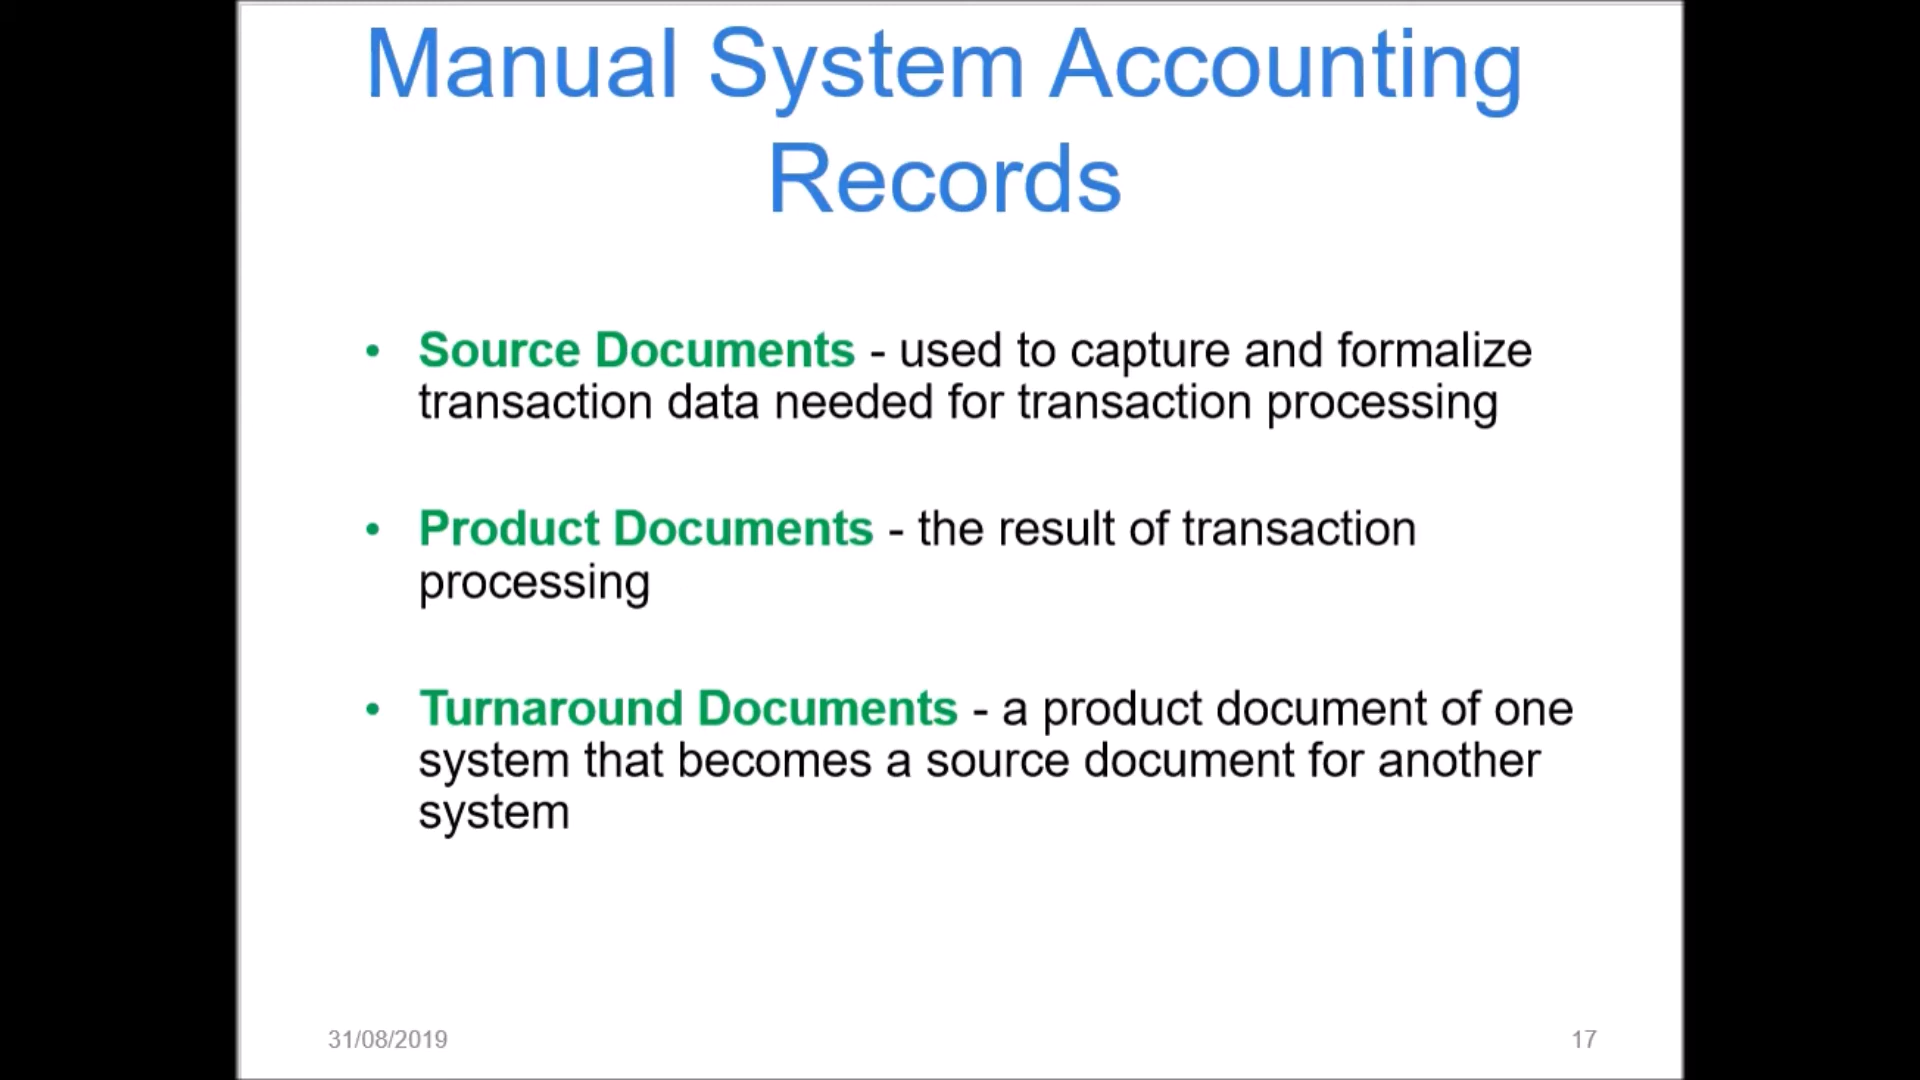 Manual System Accounting
Records
• Source Documents - used to capture and formalize
transaction data needed for transaction processing
• Product Documents - the result of transaction
processing
• Turnaround Documents - a product document of one
system that becomes a source document for another
system
31/08/2019
17